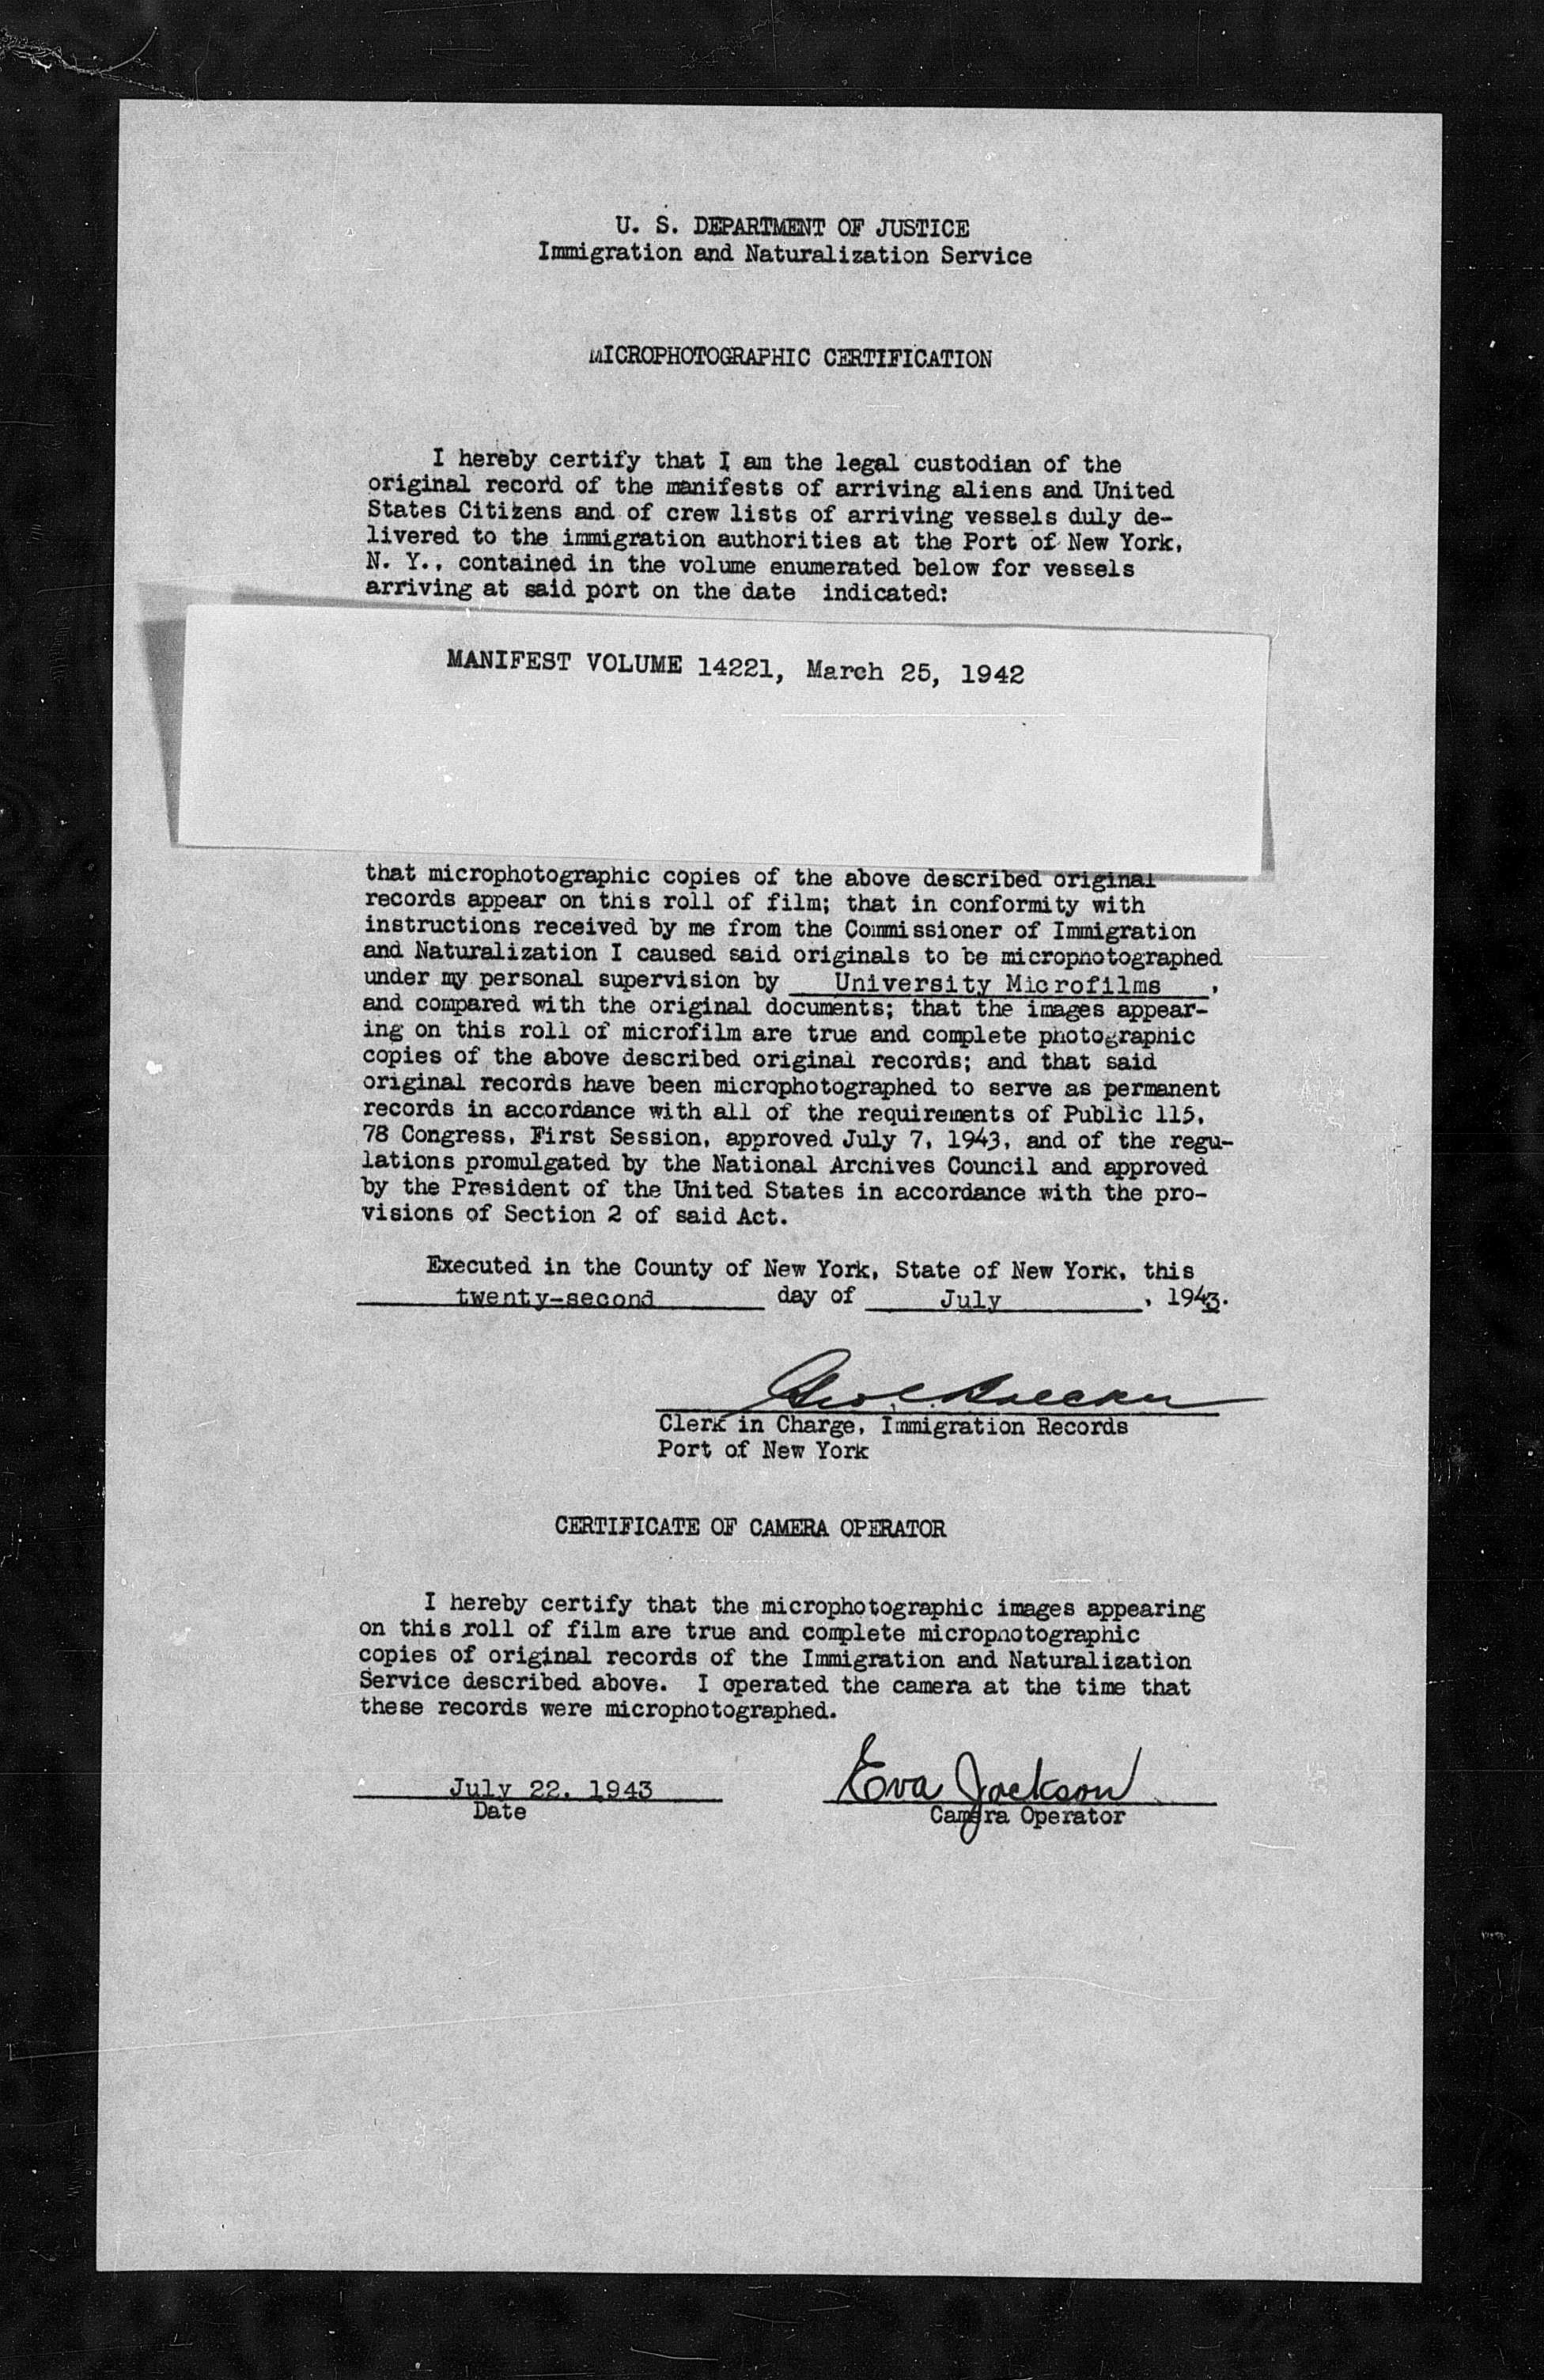 U. S. DEPARTMENT OF JUSTICE
Immigration and Naturalization Service
MICROPHOTOGRAPHIC CERTIFICATION
I hereby certify that I am the legal custodian of the
original record of the manifests of arriving aliens and United
States Citizens and of crew lists of arriving vessels duly de-
livered to the immigration authorities at the Port of New York,
N. Y., contained in the volume enumerated below for vessels
arriving at said port on the date indicated:
MANIFEST VOLUME 14221, March 25, 1942
that microphotographic copies of the above described original
records appear on this roll of film; that in conformity with
instructions received by me from the Commissioner of Immigration
and Naturalization I caused said originals to be microphotographed
under my personal supervision by University Microfilms,
and compared with the original documents; that the images appear-
ing on this roll of microfilm are true and complete photographic
copies of the above described original records; and that said
original records have been microphotographed to serve as permanent
records in accordance with all of the requirements of Public 115,
78 Congress, First Session, approved July 7, 1943, and of the regu-
lations promulgated by the National Archives Council and approved
by the President of the United States in accordance with the pro-
visions of Section 2 of said Act.
Executed in the County of New York, State of New York, this
twenty-second day of July, 1943.
Clerk in Charge, Immigration Records
Port of New York
CERTIFICATE OF CAMERA OPERATOR
I hereby certify that the microphotographic images appearing
on this roll of film are true and complete microphotographic
copies of original records of the Immigration and Naturalization
Service described above. I operated the camera at the time that
these records were microphotographed.
July 22, 1943 Eva Jackson
Date Camera Operator